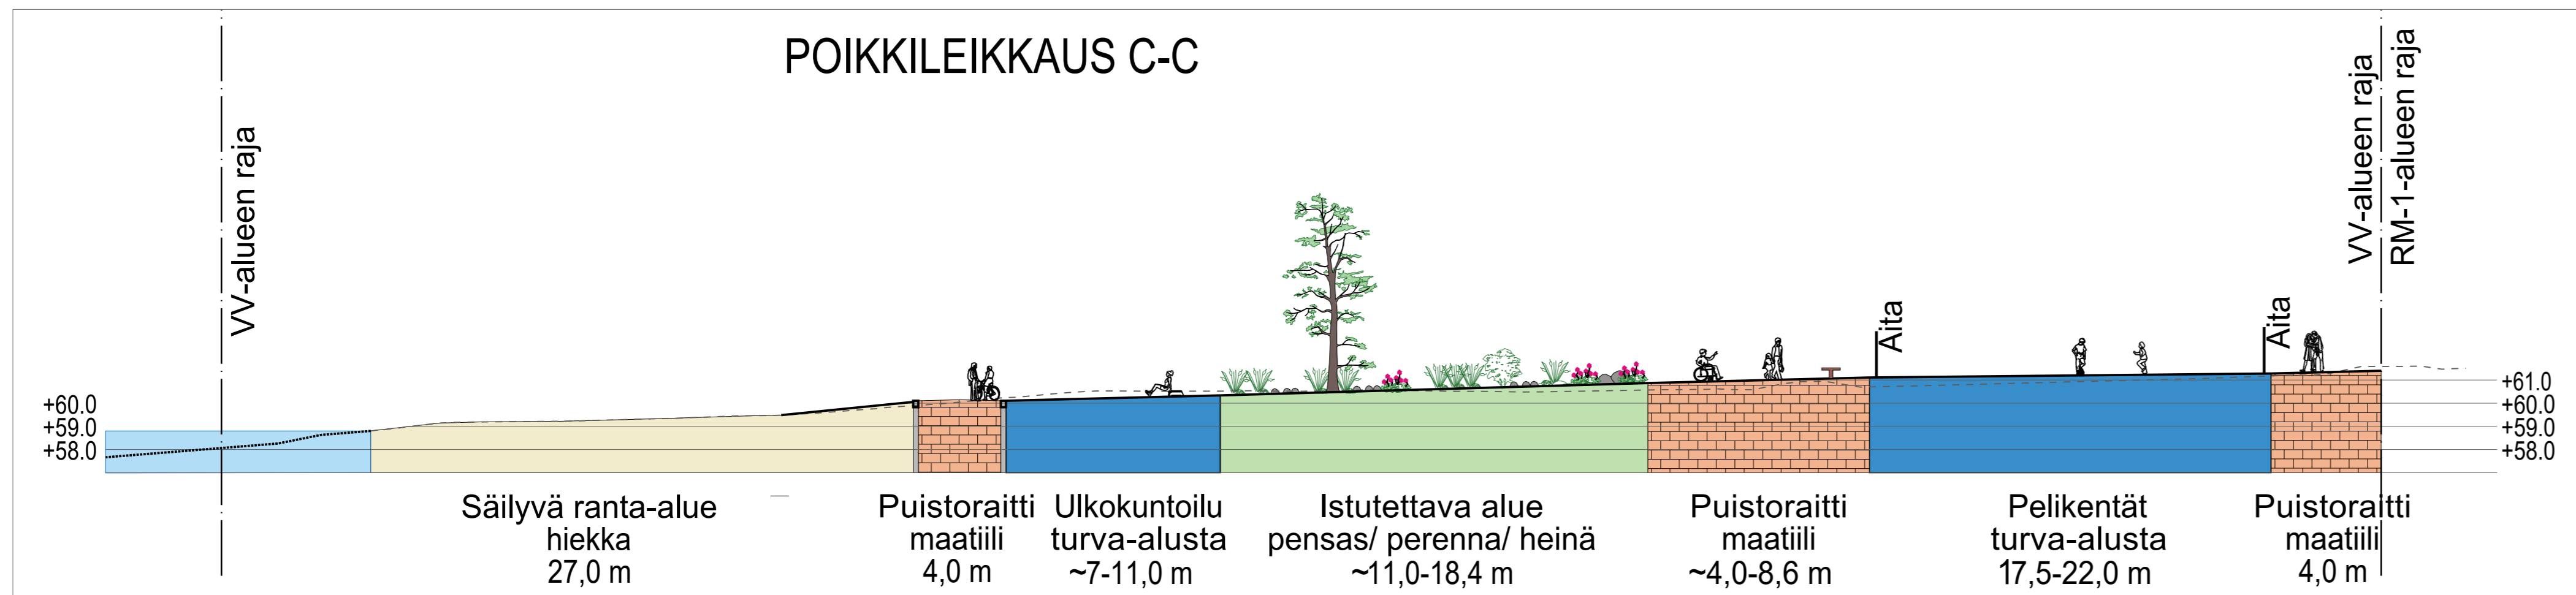 POIKKILEIKKAUS C-C
VV-alueen raja
VV-alueen raja
RM-1-alueen raja
Aita
Aita
+60.0
+59.0
+58.0
+61.0
+60.0
+59.0
+58.0
Säilyvä ranta-alue
hiekka
27,0 m
Puistoraitti
maatiili
4,0 m
Ulkokuntoilu
turva-alusta
~7-11,0 m
Istutettava alue
pensas/ perenna/ heinä
~11,0-18,4 m
Puistoraitti
maatiili
~4,0-8,6 m
Pelikentät
turva-alusta
17,5-22,0 m
Puistoraitti
maatiili
4,0 m